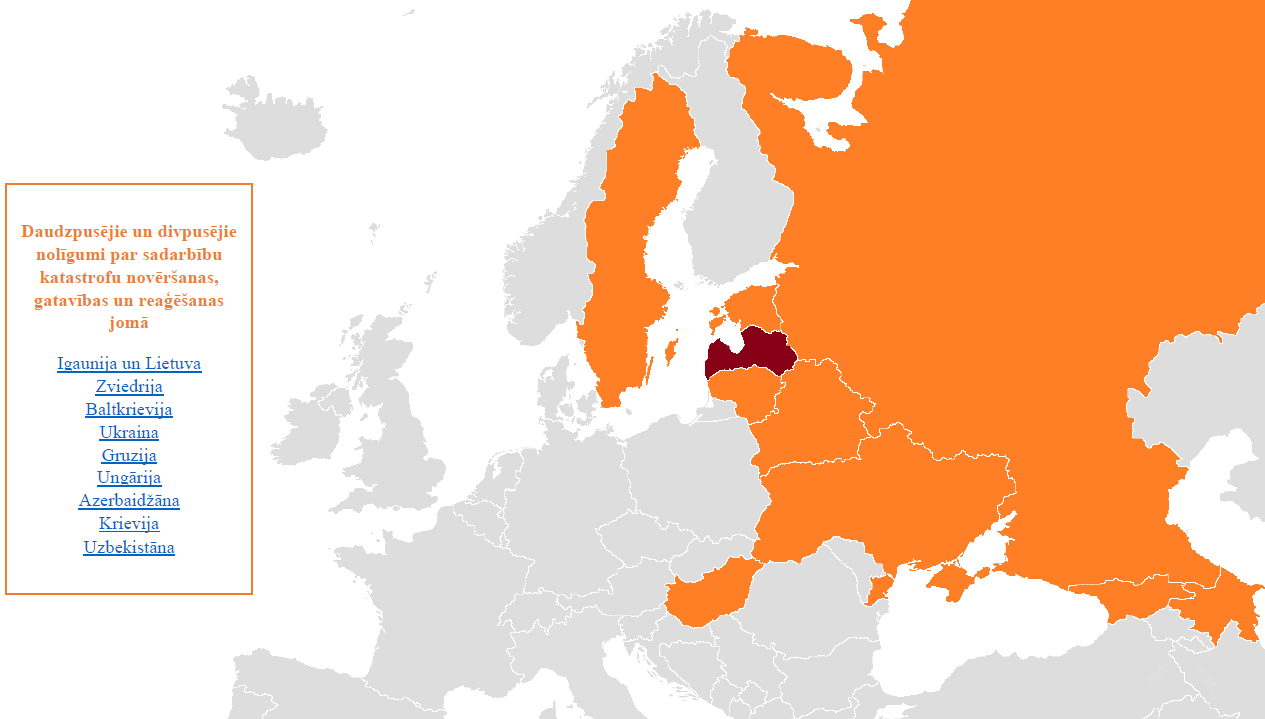 Daudzpusējie un divpusējie
nolīgumi par sadarbību
katastrofu novēršanas,
gatavības un reaģēšanas
jomā
Igaunija un Lietuva
Zviedrija
Baltkrievija
Ukraina
Gruzija
Ungārija
Azerbaidžāna
Krievija
Uzbekistāna